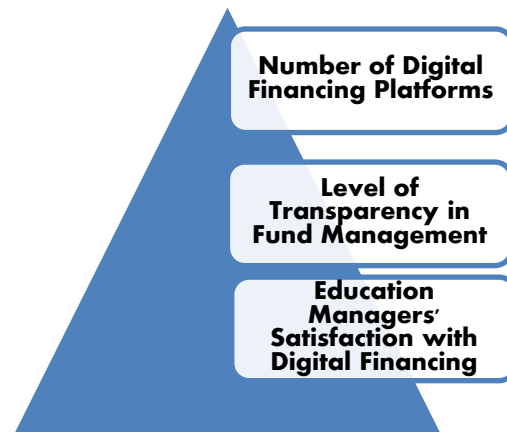 Number of Digital
Financing Platforms
Level of
Transparency in
Fund Management
Education
Managers'
Satisfaction with
Digital Financing